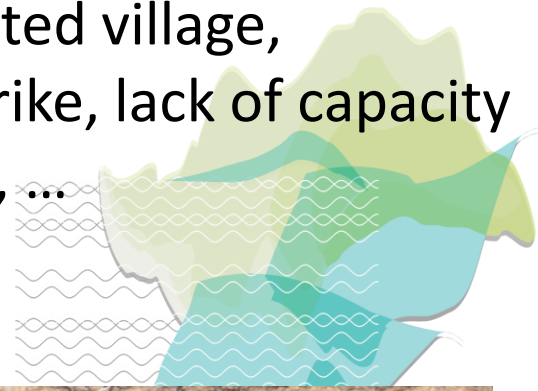 ted village,
rike, lack of capacity
, ...